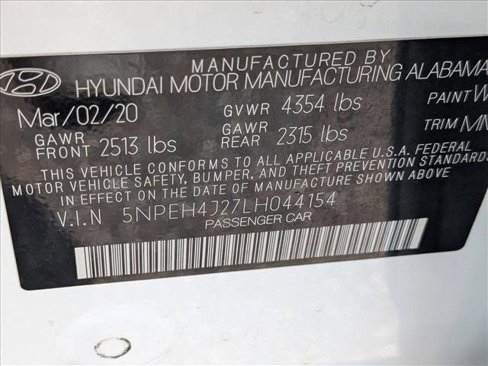 MANUFACTURED BY
HYUNDAI MOTOR MANUFACTURING ALABAMA
Mar/02/20 GVWR 4354 lbs PAINT W
GAWR FRONT 2513 lbs GAWR REAR 2315 lbs TRIM MN
THIS VEHICLE CONFORMS TO ALL APPLICABLE U.S.A. FEDERAL
MOTOR VEHICLE SAFETY, BUMPER, AND THEFT PREVENTION STANDARDS
IN EFFECT ON THE DATE OF MANUFACTURE SHOWN ABOVE.
V.I.N 5NPEH4J27LH044154
PASSENGER CAR